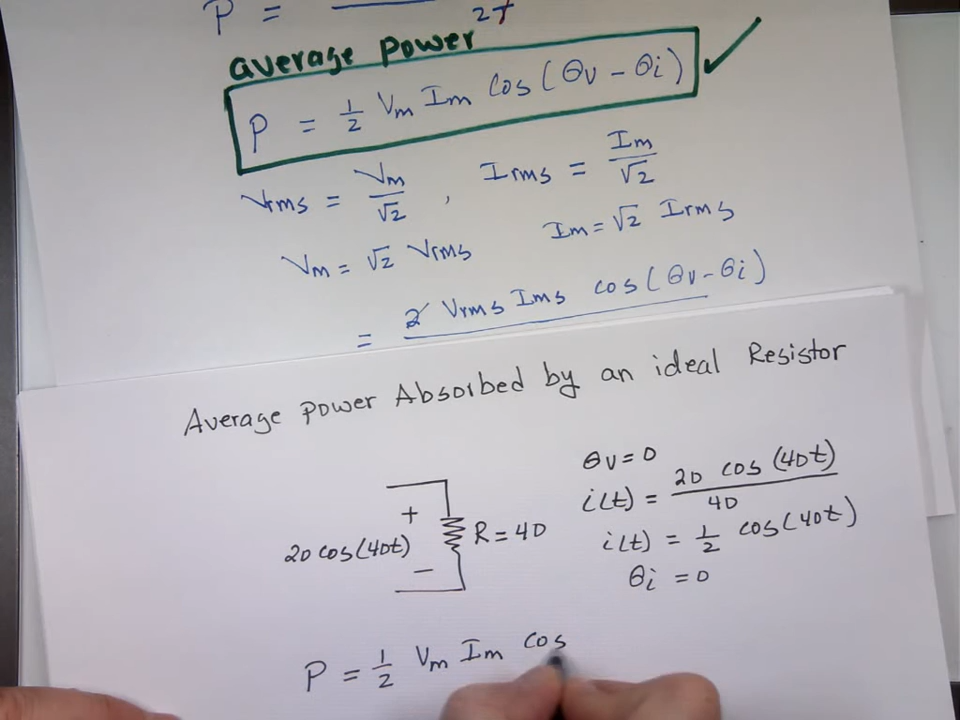 P =
2T
average power
P = 1/2 Vm Im Cos (θv - θi)
Vrms = Vm/√2 , Irms = Im/√2
Vm = √2 Vrms Im = √2 Irms
= 2 Vrms Ims cos (θv - θi)
Average power Absorbed by an ideal Resistor
+
20 cos(40t)
-
R = 40
θv = 0
i(t) = 20 cos (40t)/40
i(t) = 1/2 cos(40t)
θi = 0
P = 1/2 Vm Im cos